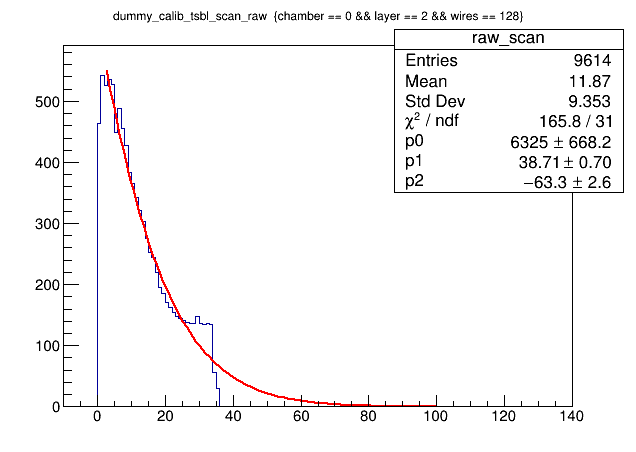 dummy_calib_tsbl_scan_raw {chamber == 0 && layer == 2 && wires == 128}
raw_scan
Entries 9614
Mean 11.87
Std Dev 9.353
χ² / ndf 165.8 / 31
p0 6325 ± 668.2
p1 38.71 ± 0.70
p2 −63.3 ± 2.6
500
400
300
200
100
0
0 20 40 60 80 100 120 140